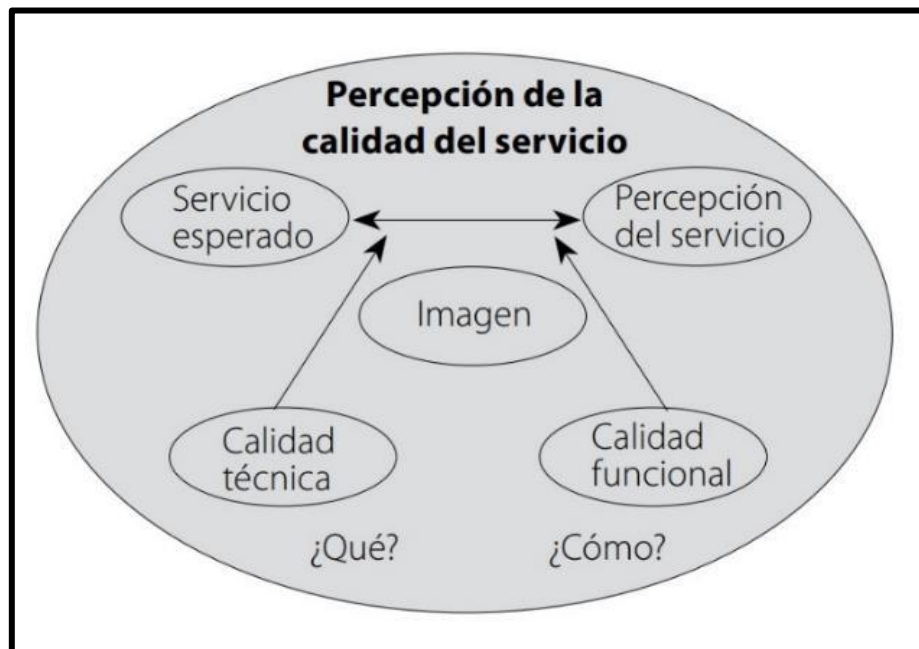 Percepción de la
calidad del servicio
Servicio
esperado
Percepción
del servicio
Imagen
Calidad
técnica
Calidad
funcional
¿Qué?
¿Cómo?